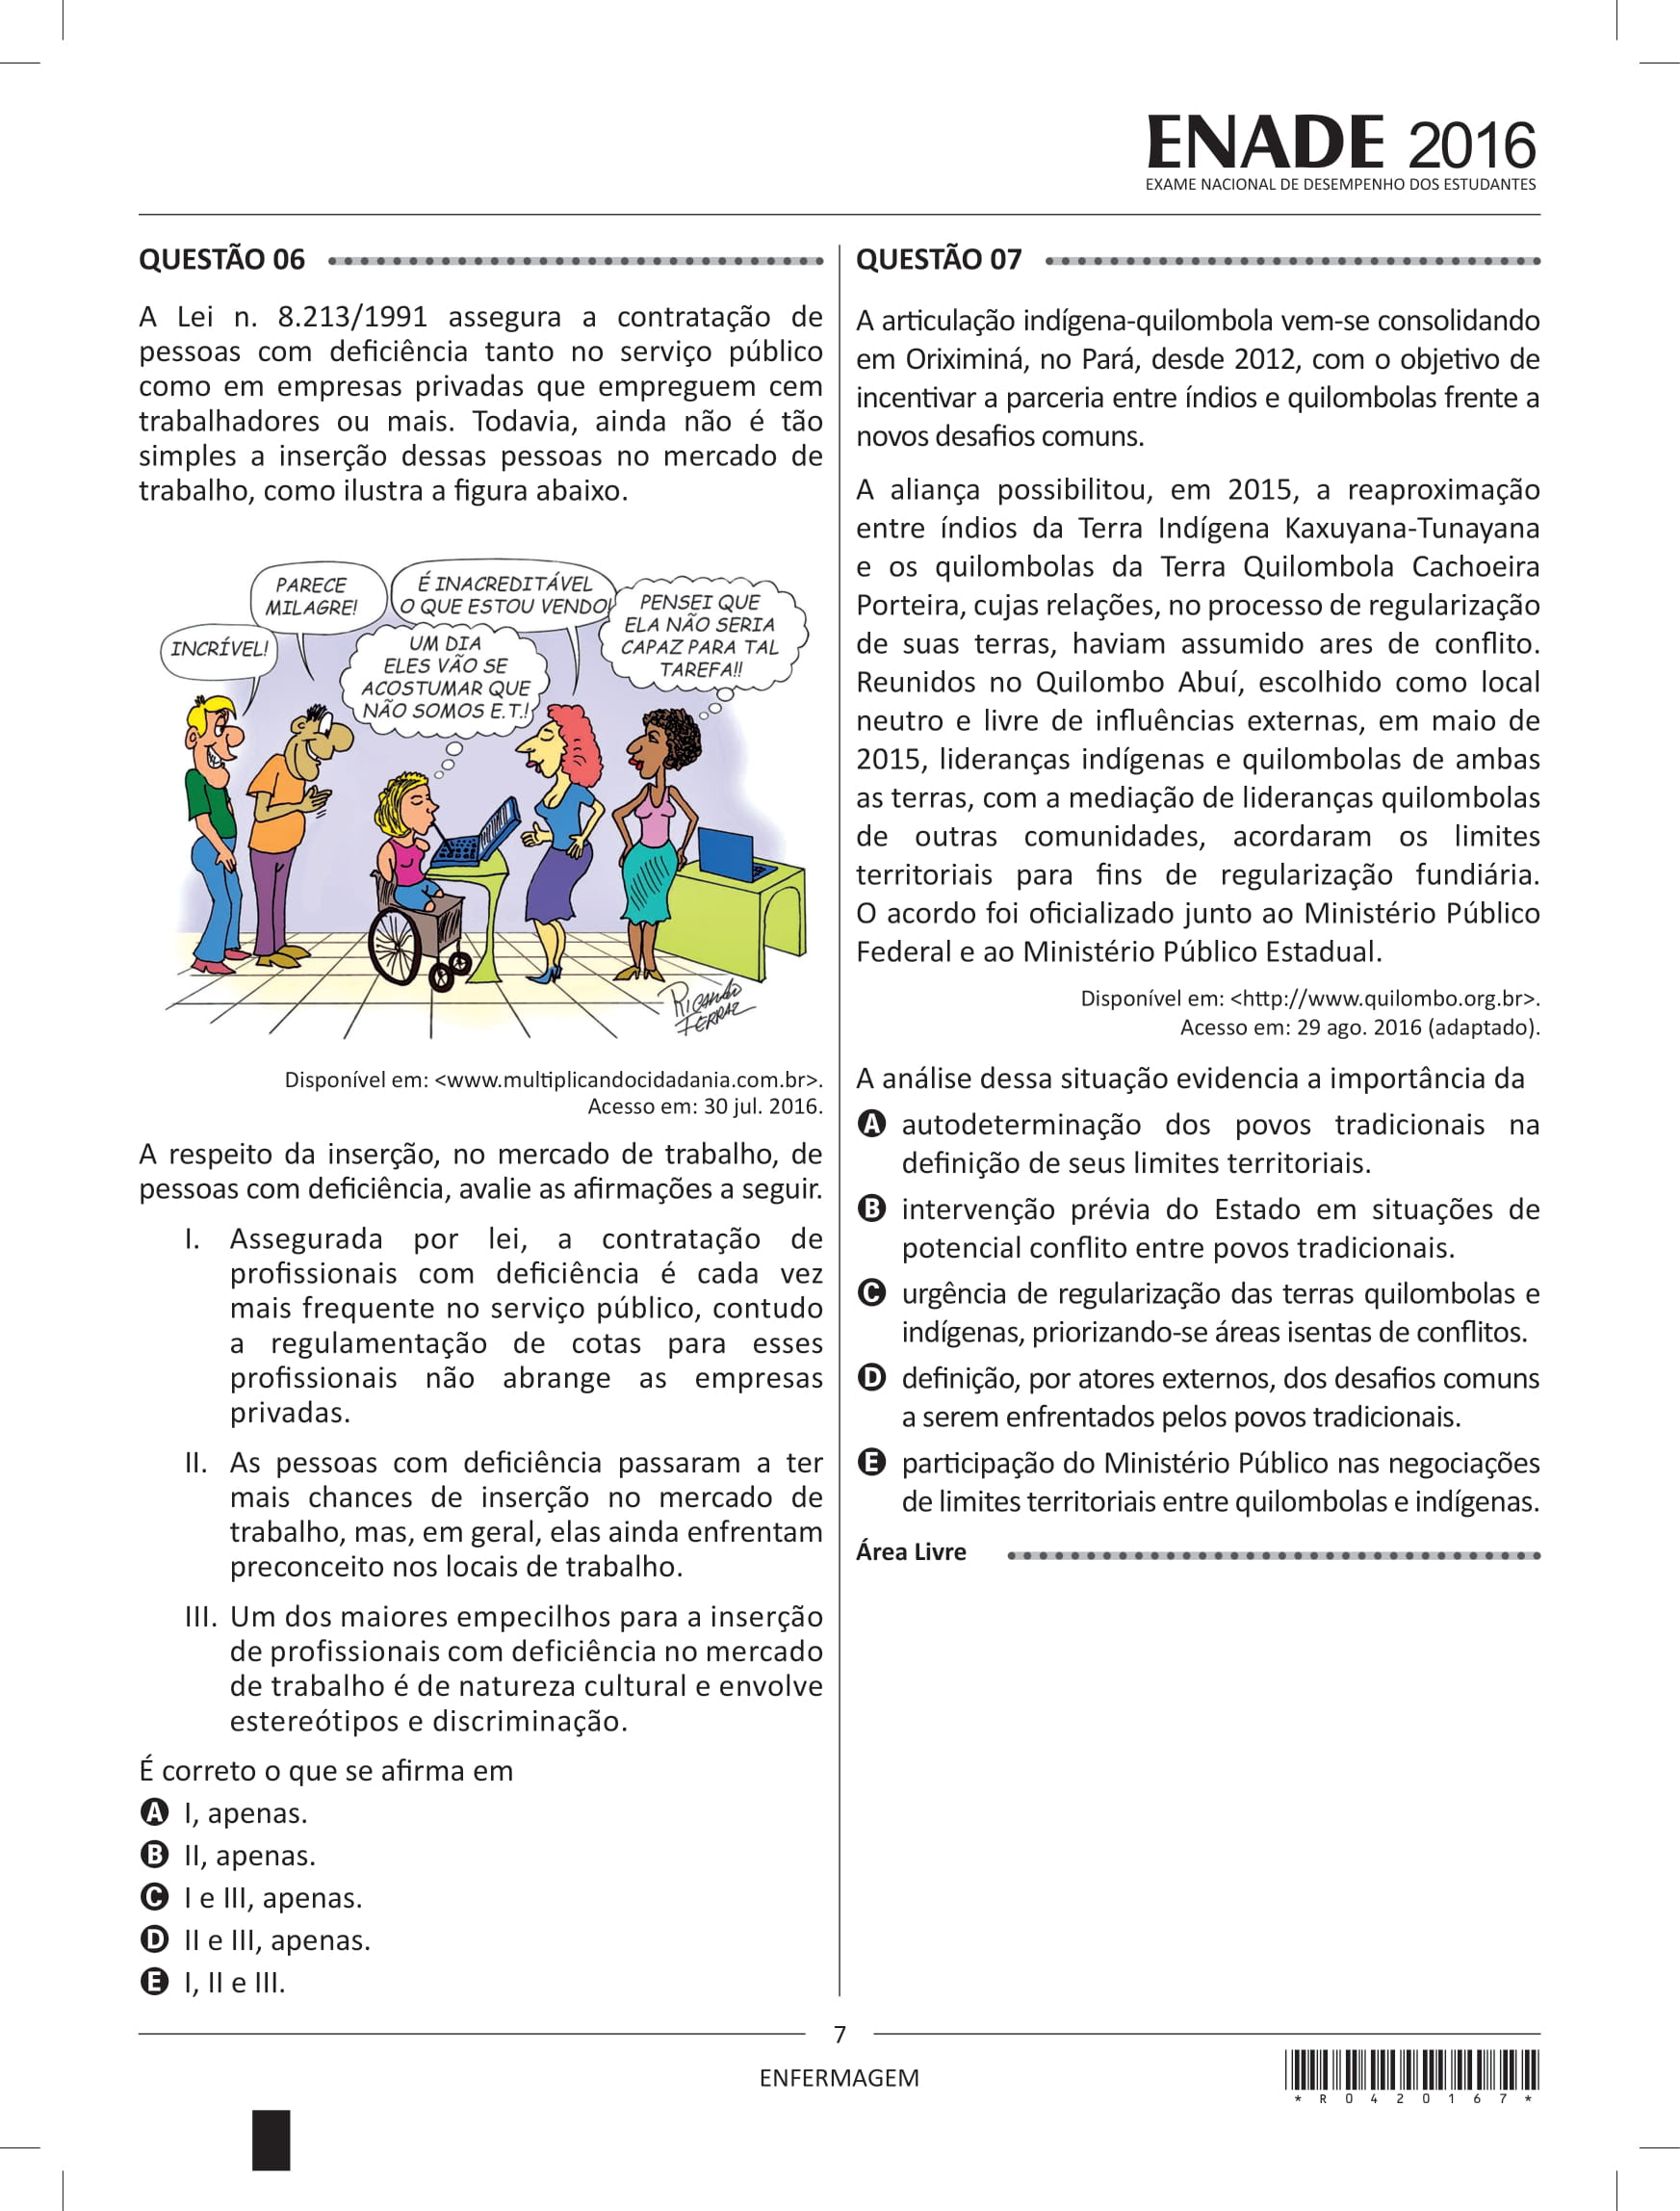 ENADE 2016
EXAME NACIONAL DE DESEMPENHO DOS ESTUDANTES
QUESTÃO 06
A Lei n. 8.213/1991 assegura a contratação de
pessoas com deficiência tanto no serviço público
como em empresas privadas que empreguem cem
trabalhadores ou mais. Todavia, ainda não é tão
simples a inserção dessas pessoas no mercado de
trabalho, como ilustra a figura abaixo.
INCRÍVEL!
PARECE
MILAGRE!
UM DIA
ELES VÃO SE
ACOSTUMAR QUE
NÃO SOMOS E.T.!
É INACREDITÁVEL
O QUE ESTOU VENDO!
PENSEI QUE
ELA NÃO SERIA
CAPAZ PARA TAL
TAREFA!!
RICARDO
FERRAZ
Disponível em: <www.multiplicandocidadania.com.br>.
Acesso em: 30 jul. 2016.
A respeito da inserção, no mercado de trabalho, de
pessoas com deficiência, avalie as afirmações a seguir.
I. Assegurada por lei, a contratação de
profissionais com deficiência é cada vez
mais frequente no serviço público, contudo
a regulamentação de cotas para esses
profissionais não abrange as empresas
privadas.
II. As pessoas com deficiência passaram a ter
mais chances de inserção no mercado de
trabalho, mas, em geral, elas ainda enfrentam
preconceito nos locais de trabalho.
III. Um dos maiores empecilhos para a inserção
de profissionais com deficiência no mercado
de trabalho é de natureza cultural e envolve
estereótipos e discriminação.
É correto o que se afirma em
A I, apenas.
B II, apenas.
C I e III, apenas.
D II e III, apenas.
E I, II e III.
QUESTÃO 07
A articulação indígena-quilombola vem-se consolidando
em Oriximiná, no Pará, desde 2012, com o objetivo de
incentivar a parceria entre índios e quilombolas frente a
novos desafios comuns.
A aliança possibilitou, em 2015, a reaproximação
entre índios da Terra Indígena Kaxuyana-Tunayana
e os quilombolas da Terra Quilombola Cachoeira
Porteira, cujas relações, no processo de regularização
de suas terras, haviam assumido ares de conflito.
Reunidos no Quilombo Abuí, escolhido como local
neutro e livre de influências externas, em maio de
2015, lideranças indígenas e quilombolas de ambas
as terras, com a mediação de lideranças quilombolas
de outras comunidades, acordaram os limites
territoriais para fins de regularização fundiária.
O acordo foi oficializado junto ao Ministério Público
Federal e ao Ministério Público Estadual.
Disponível em: <http://www.quilombo.org.br>.
Acesso em: 29 ago. 2016 (adaptado).
A análise dessa situação evidencia a importância da
A autodeterminação dos povos tradicionais na
definição de seus limites territoriais.
B intervenção prévia do Estado em situações de
potencial conflito entre povos tradicionais.
C urgência de regularização das terras quilombolas e
indígenas, priorizando-se áreas isentas de conflitos.
D definição, por atores externos, dos desafios comuns
a serem enfrentados pelos povos tradicionais.
E participação do Ministério Público nas negociações
de limites territoriais entre quilombolas e indígenas.
Área Livre
7
ENFERMAGEM
* R 0 4 2 0 1 6 7 *